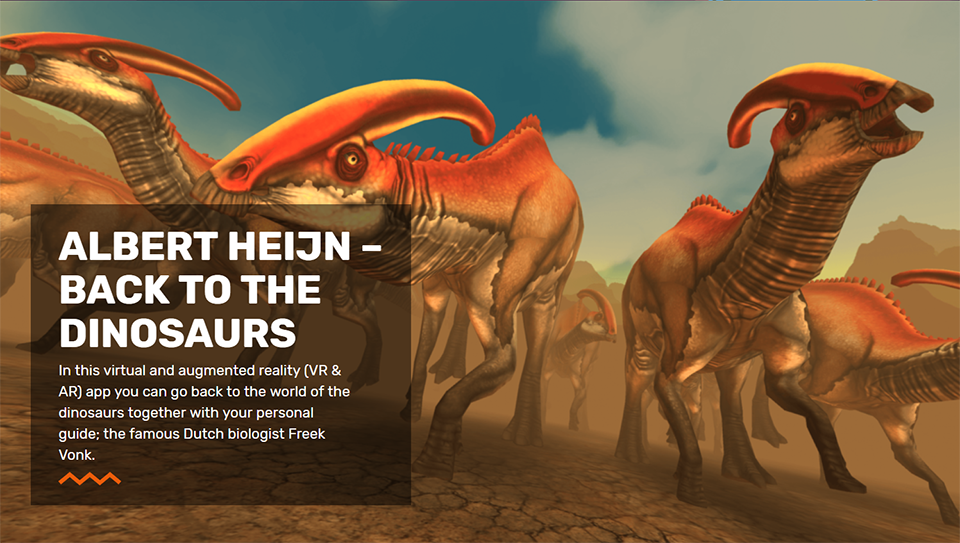 ALBERT HEIJN –
BACK TO THE
DINOSAURS
In this virtual and augmented reality (VR &
AR) app you can go back to the world of the
dinosaurs together with your personal
guide; the famous Dutch biologist Freek
Vonk.